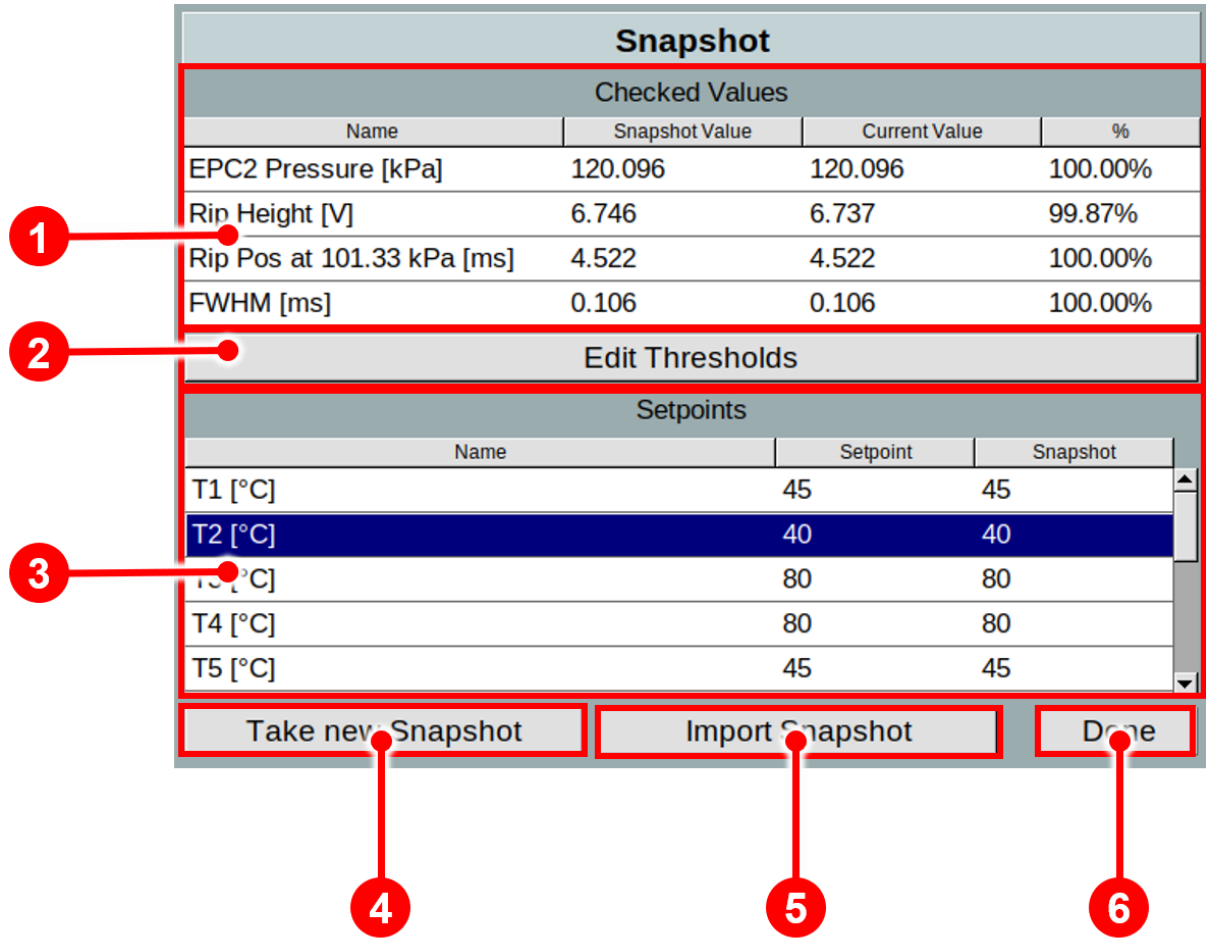 Snapshot
Checked Values
Name Snapshot Value Current Value %
EPC2 Pressure [kPa] 120.096 120.096 100.00%
Rip Height [V] 6.746 6.737 99.87%
1
Rip Pos at 101.33 kPa [ms] 4.522 4.522 100.00%
FWHM [ms] 0.106 0.106 100.00%
2
Edit Thresholds
Setpoints
Name Setpoint Snapshot
T1 [°C] 45 45
T2 [°C] 40 40
3
T3 [°C] 80 80
T4 [°C] 80 80
T5 [°C] 45 45
Take new Snapshot Import Snapshot Done
4 5 6